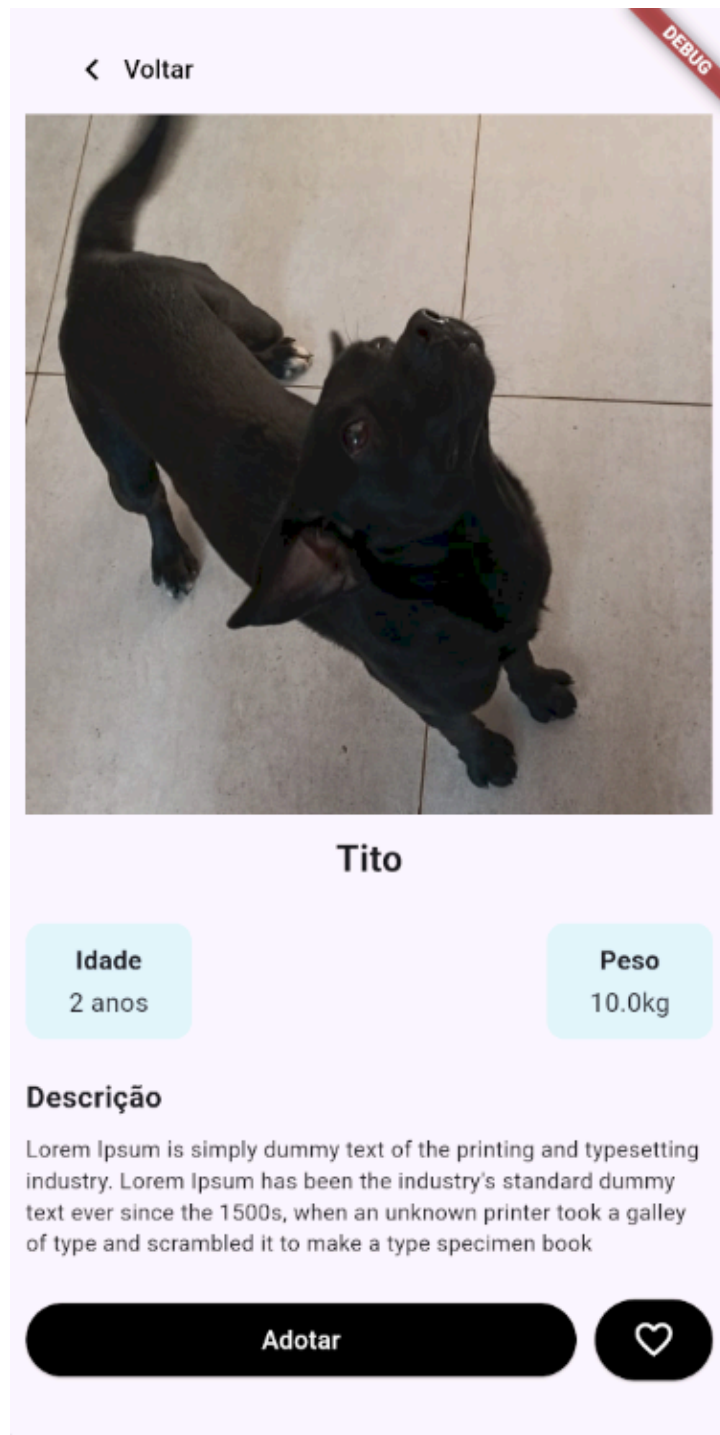 DEBUG
Voltar
Tito
Idade
2 anos
Peso
10.0kg
Descrição
Lorem Ipsum is simply dummy text of the printing and typesetting
industry. Lorem Ipsum has been the industry's standard dummy
text ever since the 1500s, when an unknown printer took a galley
of type and scrambled it to make a type specimen book
Adotar